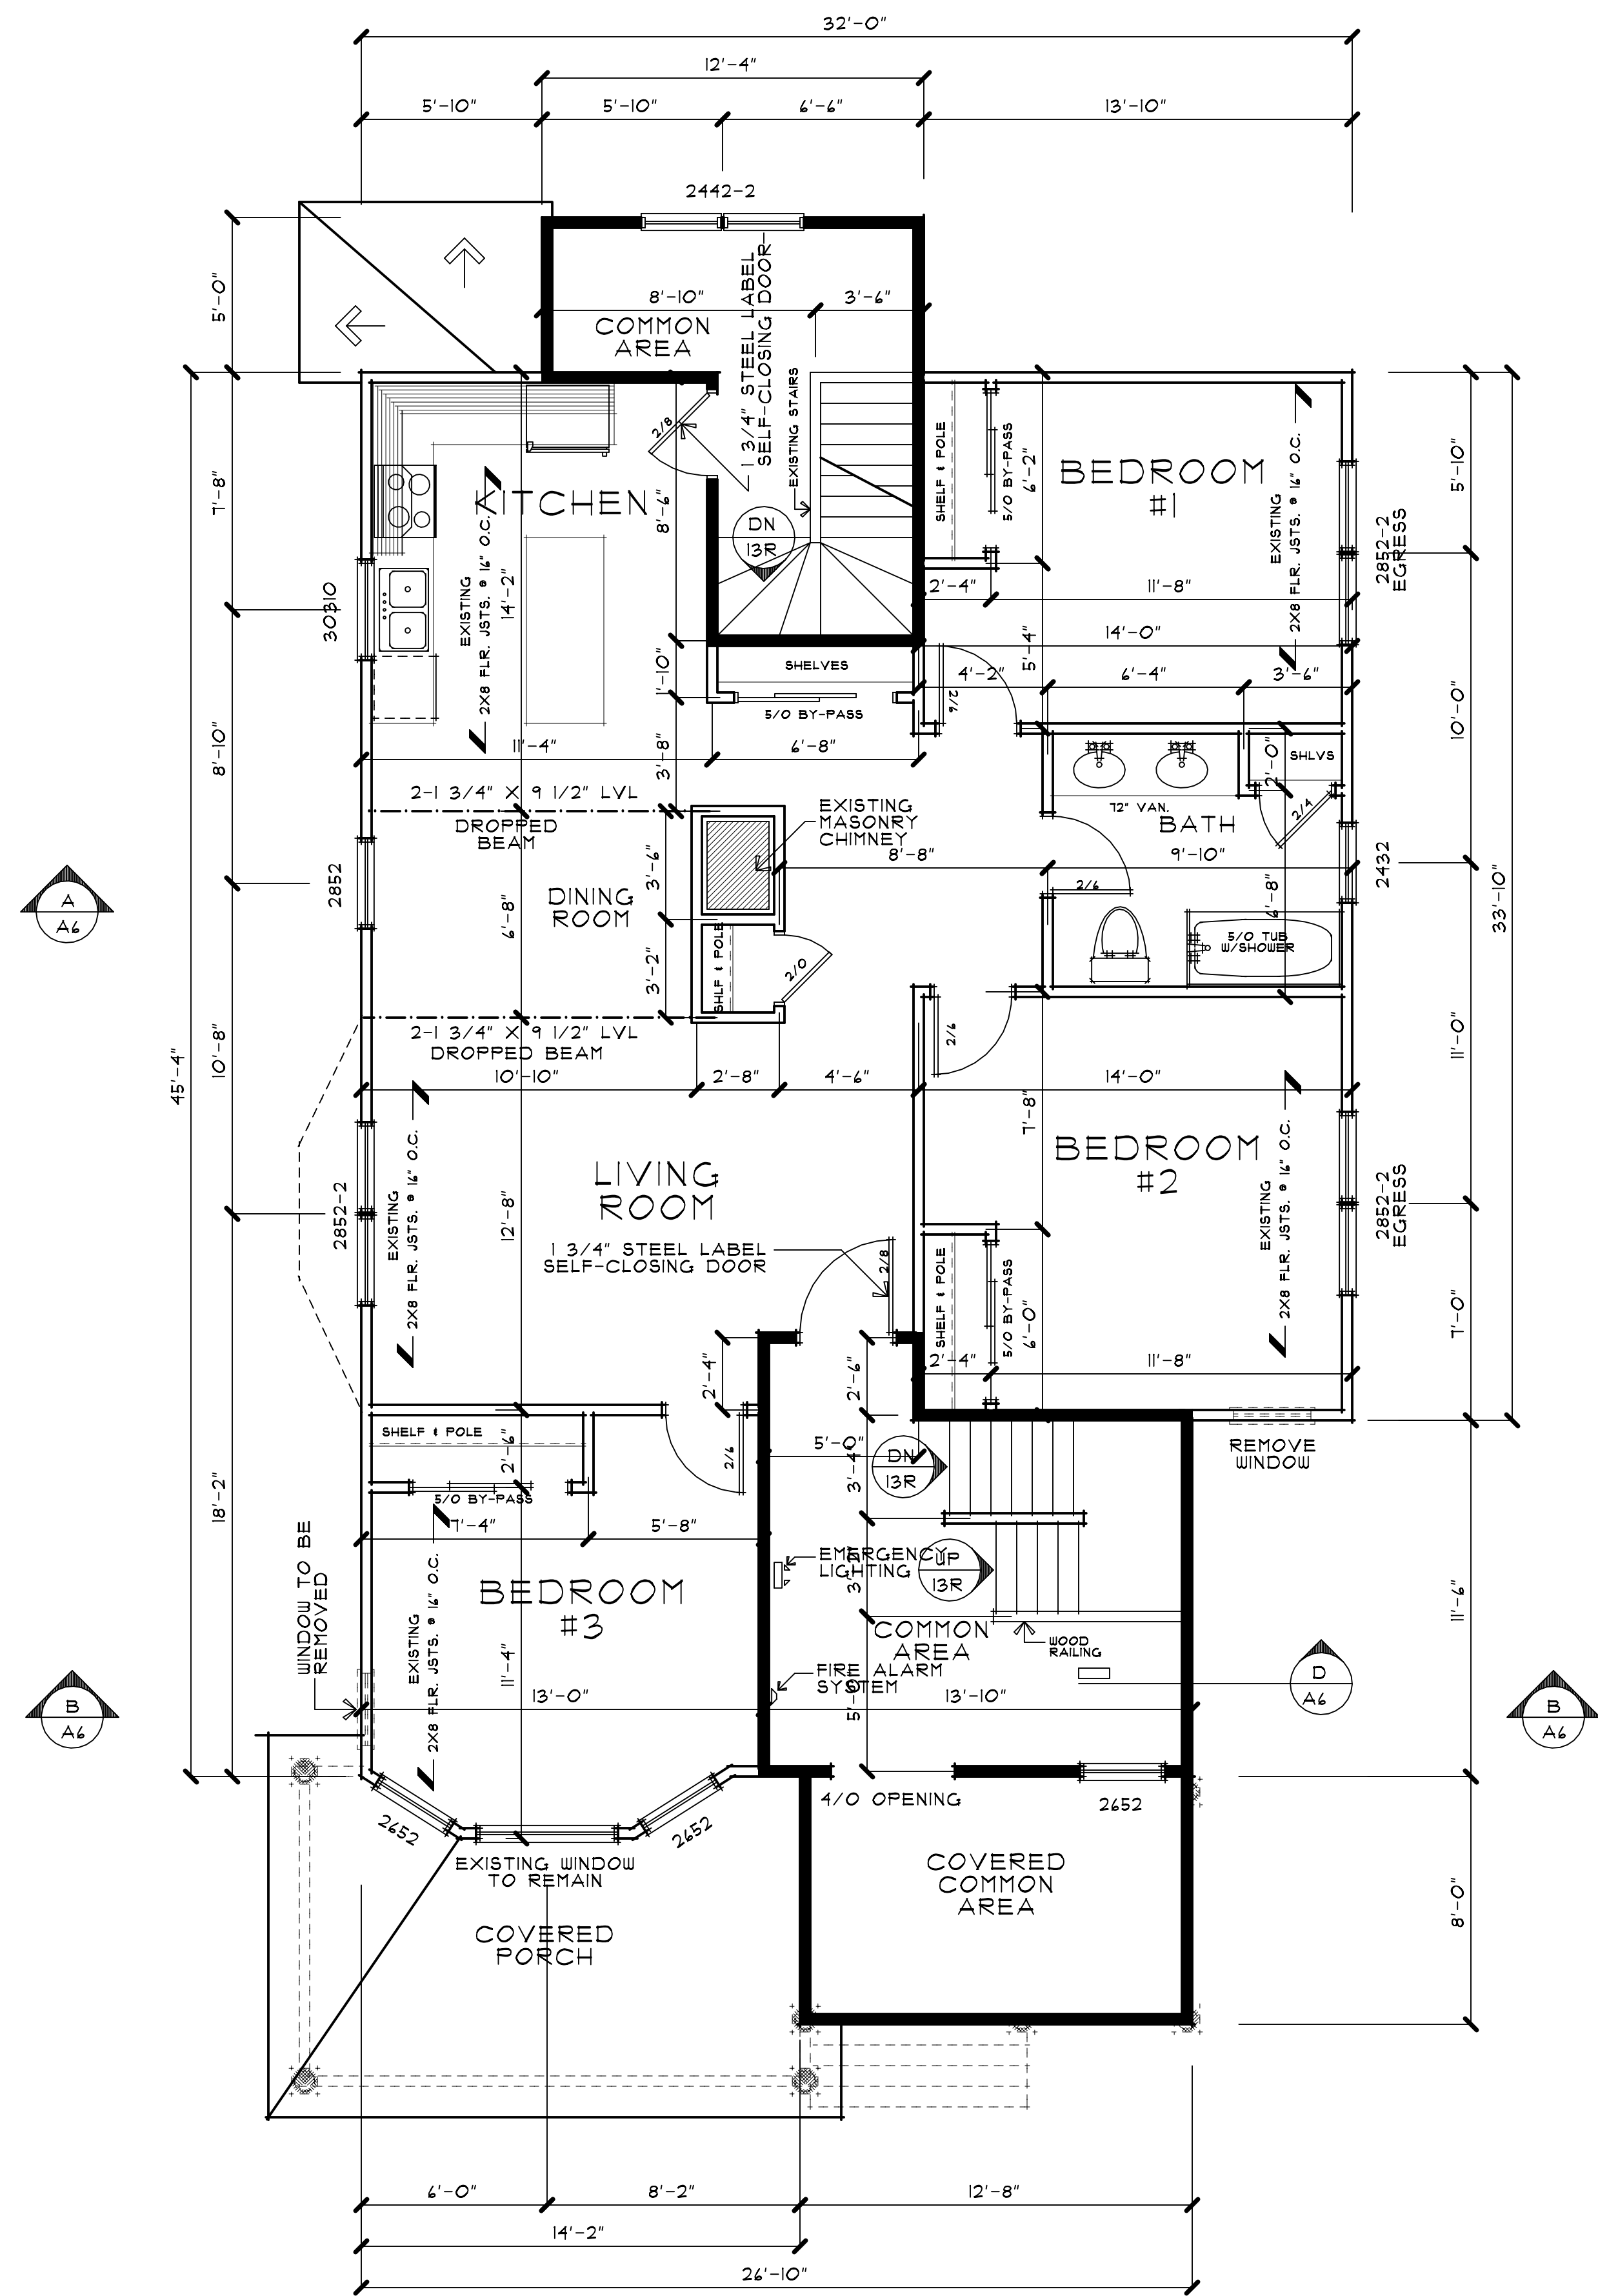 32'-0"
12'-4"
5'-10"
5'-10"
6'-6"
13'-10"
2442-2
5'-0"
8'-10"
3'-6"
COMMON
AREA
1 3/4" STEEL LABEL
SELF-CLOSING DOOR
EXISTING STAIRS
2/8
KITCHEN
8'-6"
DN
13R
SHELF & POLE
5/0 BY-PASS
6'-2"
BEDROOM
#1
EXISTING
2X8 FLR. JSTS. @ 16" O.C.
2852-2
EGRESS
5'-10"
7'-8"
30310
EXISTING
2X8 FLR. JSTS. @ 16" O.C.
14'-2"
2'-4"
11'-8"
14'-0"
5'-4"
4'-2"
6'-4"
3'-6"
2/6
SHELVES
1'-10"
5/0 BY-PASS
11'-4"
6'-8"
3'-8"
8'-10"
10'-0"
2'-0"
SHLVS
2/4
72" VAN.
BATH
2-1 3/4" X 9 1/2" LVL
DROPPED
BEAM
EXISTING
MASONRY
CHIMNEY
8'-8"
9'-10"
2432
2852
A
A6
DINING
ROOM
3'-6"
6'-8"
2/6
6'-8"
5/0 TUB
W/SHOWER
33'-10"
3'-2"
SHLF & POLE
2/0
2-1 3/4" X 9 1/2" LVL
DROPPED BEAM
10'-10"
2'-8"
4'-6"
14'-0"
2/6
45'-4"
10'-8"
11'-0"
7'-8"
BEDROOM
#2
EXISTING
2X8 FLR. JSTS. @ 16" O.C.
2852-2
EGRESS
LIVING
ROOM
2852-2
EXISTING
2X8 FLR. JSTS. @ 16" O.C.
12'-8"
1 3/4" STEEL LABEL
SELF-CLOSING DOOR
2/8
SHELF & POLE
5/0 BY-PASS
6'-0"
7'-0"
2'-4"
2'-6"
2'-4"
11'-8"
SHELF & POLE
2'-6"
2/6
5'-0"
3'-4"
DN
13R
REMOVE
WINDOW
5/0 BY-PASS
7'-4"
5'-8"
18'-2"
WINDOW TO BE
REMOVED
EXISTING
2X8 FLR. JSTS. @ 16" O.C.
BEDROOM
#3
11'-4"
EMERGENCY
LIGHTING
UP
13R
COMMON
AREA
WOOD
RAILING
11'-6"
FIRE ALARM
SYSTEM
5'-0"
13'-0"
13'-10"
D
A6
B
A6
B
A6
4/0 OPENING
2652
2652
2652
EXISTING WINDOW
TO REMAIN
COVERED
PORCH
COVERED
COMMON
AREA
8'-0"
6'-0"
8'-2"
12'-8"
14'-2"
26'-10"